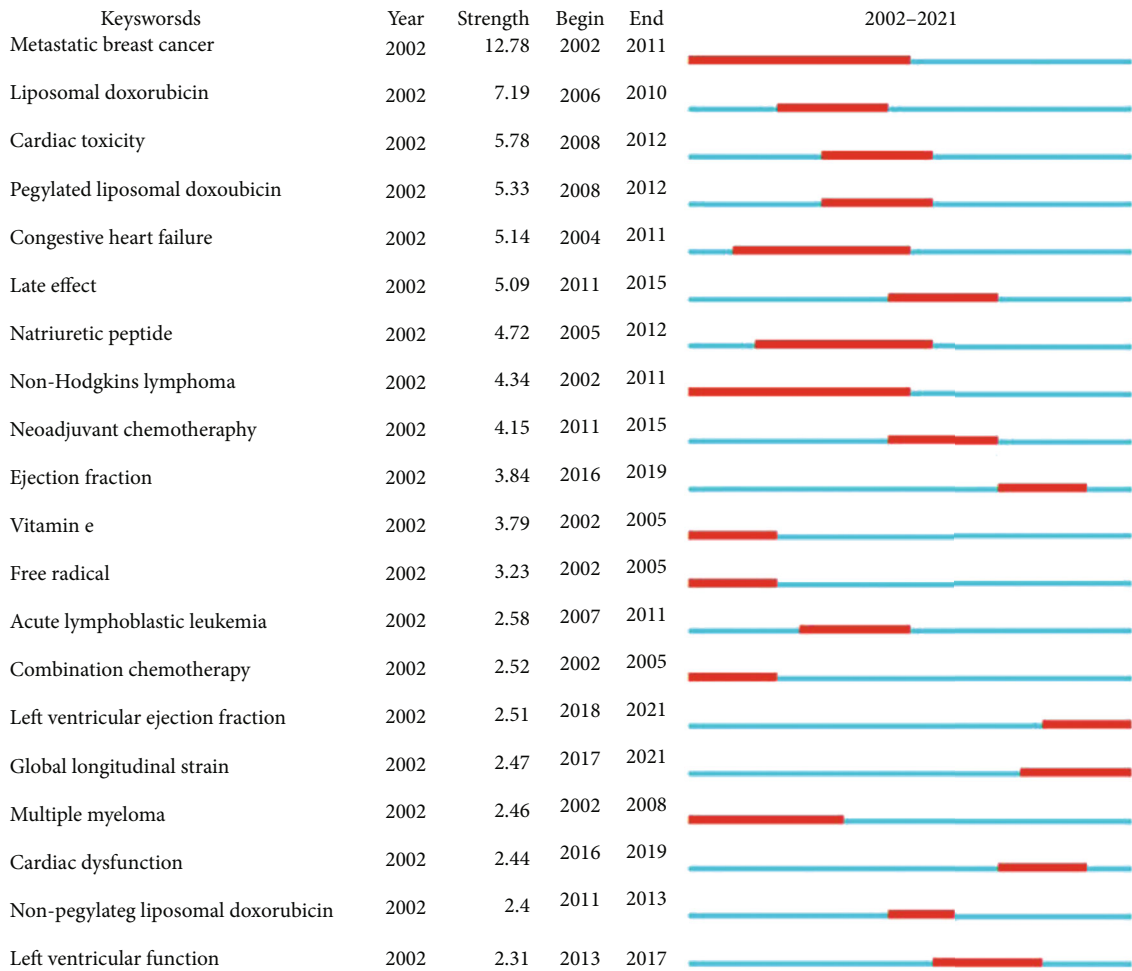 Keysworsds Year Strength Begin End 2002–2021
Metastatic breast cancer 2002 12.78 2002 2011
Liposomal doxorubicin 2002 7.19 2006 2010
Cardiac toxicity 2002 5.78 2008 2012
Pegylated liposomal doxoubicin 2002 5.33 2008 2012
Congestive heart failure 2002 5.14 2004 2011
Late effect 2002 5.09 2011 2015
Natriuretic peptide 2002 4.72 2005 2012
Non-Hodgkins lymphoma 2002 4.34 2002 2011
Neoadjuvant chemotheraphy 2002 4.15 2011 2015
Ejection fraction 2002 3.84 2016 2019
Vitamin e 2002 3.79 2002 2005
Free radical 2002 3.23 2002 2005
Acute lymphoblastic leukemia 2002 2.58 2007 2011
Combination chemotherapy 2002 2.52 2002 2005
Left ventricular ejection fraction 2002 2.51 2018 2021
Global longitudinal strain 2002 2.47 2017 2021
Multiple myeloma 2002 2.46 2002 2008
Cardiac dysfunction 2002 2.44 2016 2019
Non-pegylateg liposomal doxorubicin 2002 2.4 2011 2013
Left ventricular function 2002 2.31 2013 2017